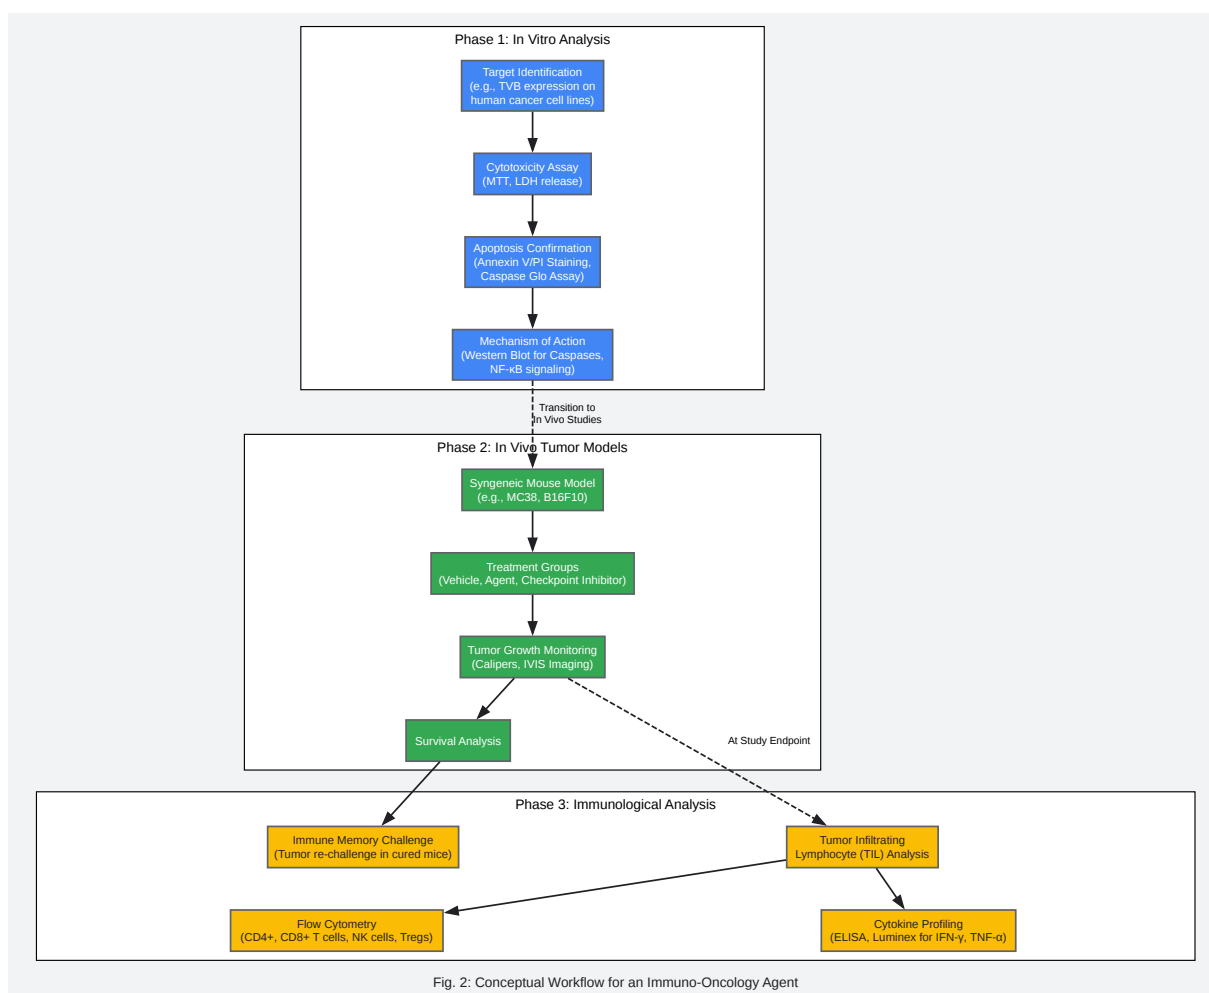 Phase 1: In Vitro Analysis
Target Identification
(e.g., TVB expression on
human cancer cell lines)
Cytotoxicity Assay
(MTT, LDH release)
Apoptosis Confirmation
(Annexin V/PI Staining,
Caspase Glo Assay)
Mechanism of Action
(Western Blot for Caspases,
NF-κB signaling)
Transition to
In Vivo Studies
Phase 2: In Vivo Tumor Models
Syngeneic Mouse Model
(e.g., MC38, B16F10)
Treatment Groups
(Vehicle, Agent, Checkpoint Inhibitor)
Tumor Growth Monitoring
(Calipers, IVIS Imaging)
Survival Analysis
At Study Endpoint
Phase 3: Immunological Analysis
Immune Memory Challenge
(Tumor re-challenge in cured mice)
Tumor Infiltrating
Lymphocyte (TIL) Analysis
Flow Cytometry
(CD4+, CD8+ T cells, NK cells, Tregs)
Cytokine Profiling
(ELISA, Luminex for IFN-γ, TNF-α)
Fig. 2: Conceptual Workflow for an Immuno-Oncology Agent